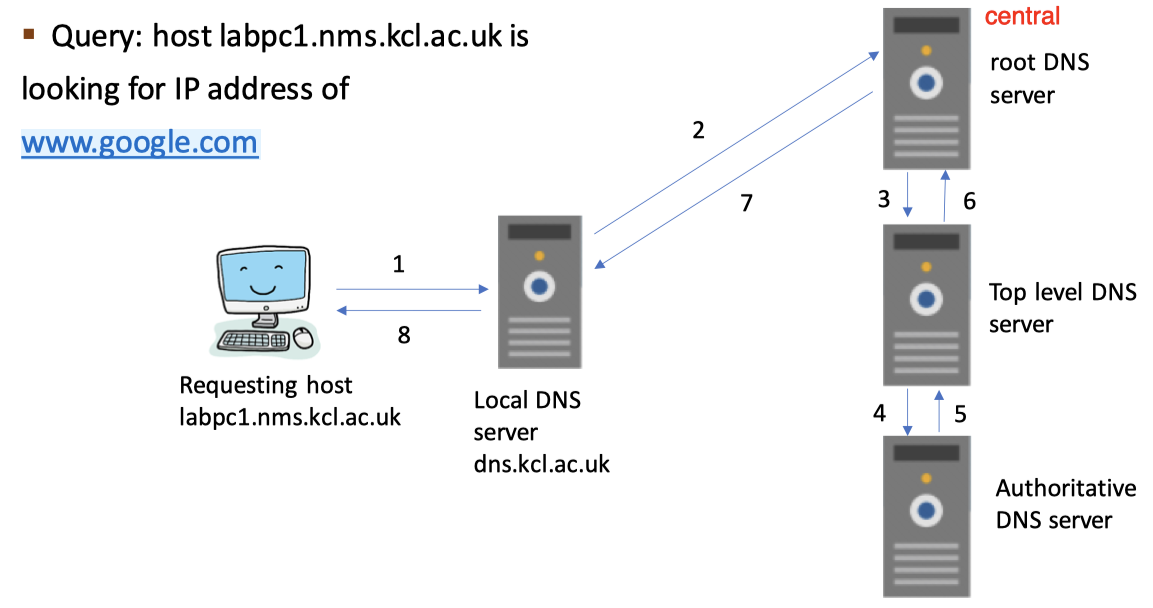 ▪ Query: host labpc1.nms.kcl.ac.uk is
looking for IP address of
www.google.com
central
root DNS
server
2
7
3
6
1
8
Top level DNS
server
Requesting host
labpc1.nms.kcl.ac.uk
Local DNS
server
dns.kcl.ac.uk
4
5
Authoritative
DNS server